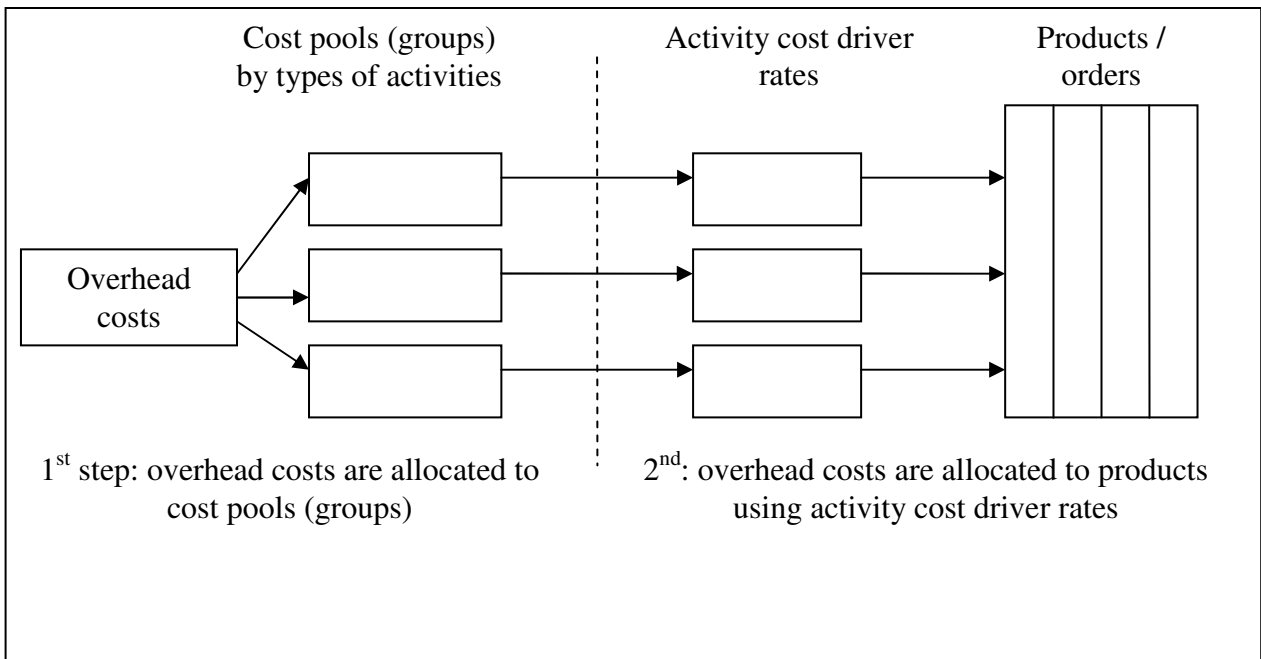 Cost pools (groups)
by types of activities
Activity cost driver
rates
Products /
orders
Overhead
costs
1st step: overhead costs are allocated to
cost pools (groups)
2nd: overhead costs are allocated to products
using activity cost driver rates